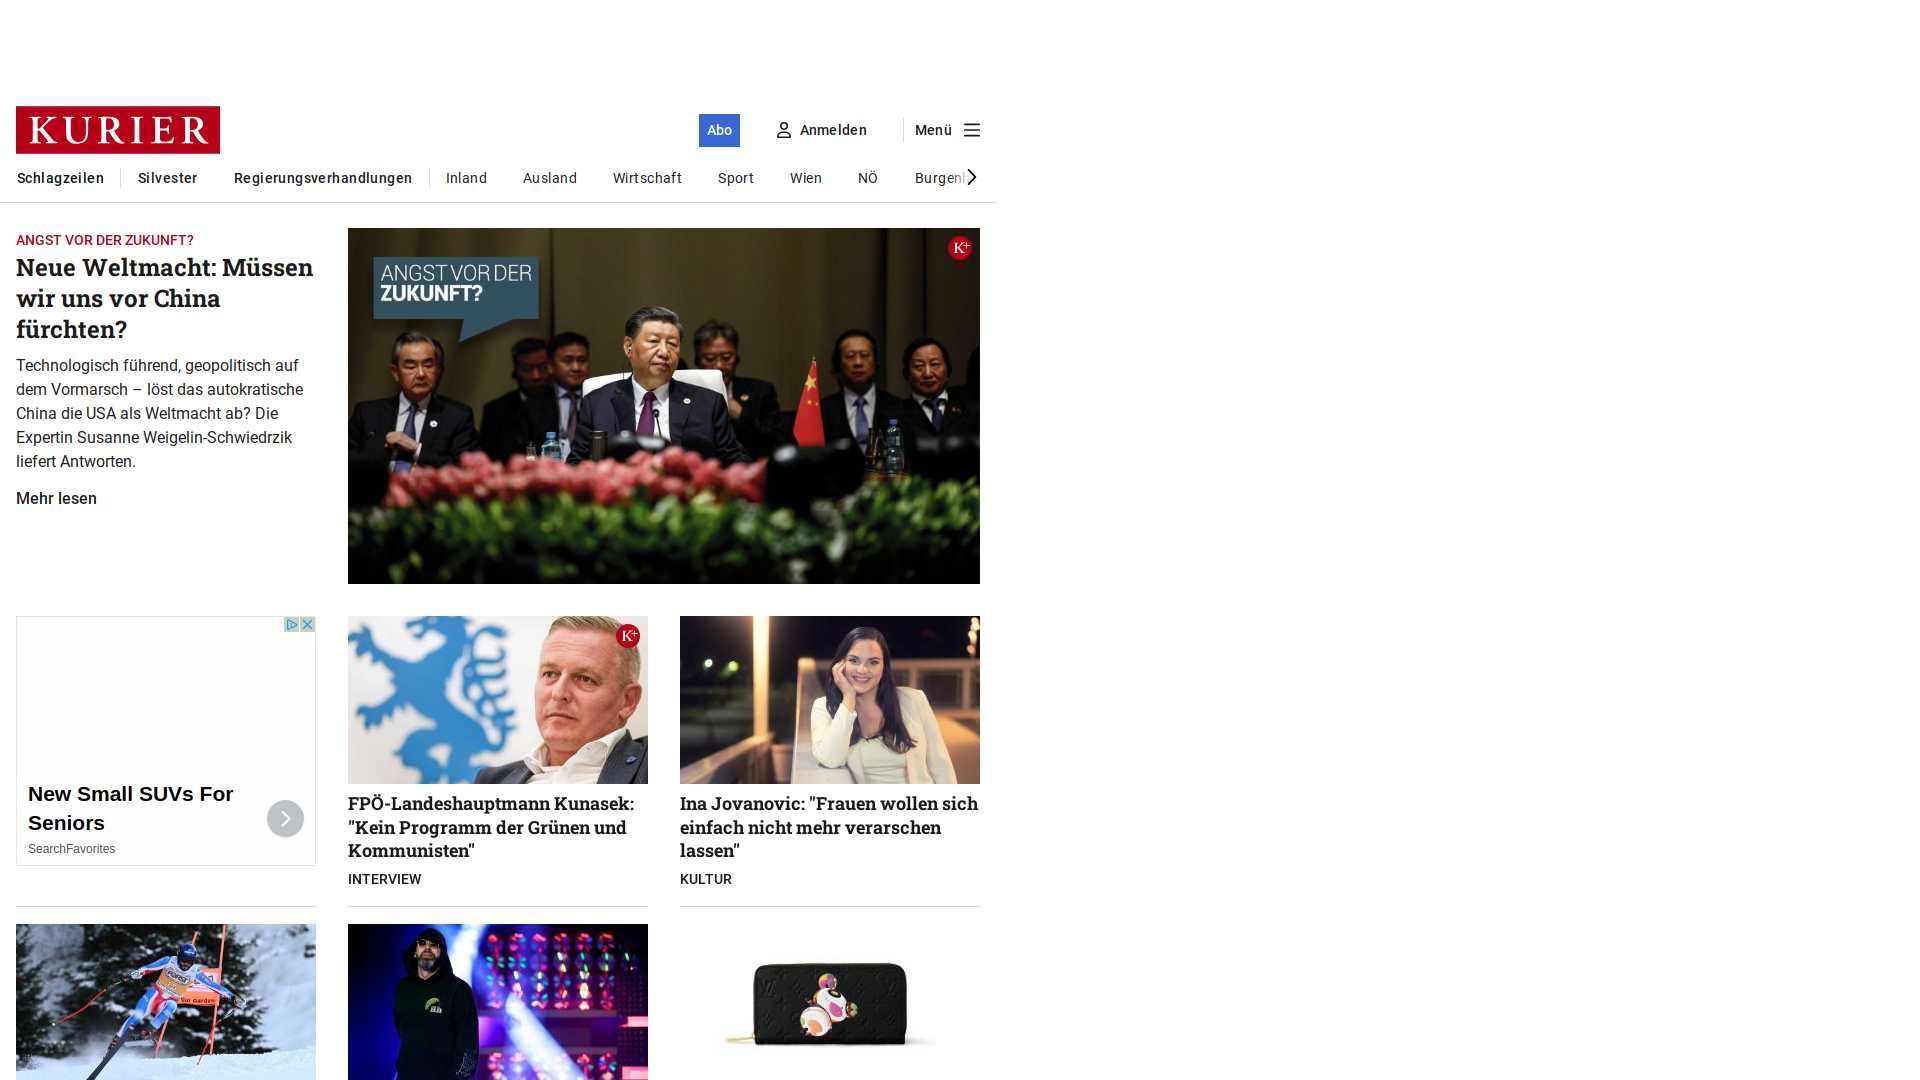 KURIER
Abo
Anmelden
Menü
Schlagzeilen
Silvester
Regierungsverhandlungen
Inland
Ausland
Wirtschaft
Sport
Wien
NÖ
Burgenl
ANGST VOR DER ZUKUNFT?
Neue Weltmacht: Müssen
wir uns vor China
fürchten?
Technologisch führend, geopolitisch auf
dem Vormarsch – löst das autokratische
China die USA als Weltmacht ab? Die
Expertin Susanne Weigelin-Schwiedrzik
liefert Antworten.
Mehr lesen
ANGST VOR DER
ZUKUNFT?
K+
New Small SUVs For
Seniors
SearchFavorites
K+
FPÖ-Landeshauptmann Kunasek:
"Kein Programm der Grünen und
Kommunisten"
INTERVIEW
Ina Jovanovic: "Frauen wollen sich
einfach nicht mehr verarschen
lassen"
KULTUR